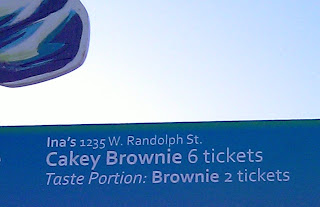 Ina's 1235 W. Randolph St.
Cakey Brownie 6 tickets
Taste Portion: Brownie 2 tickets